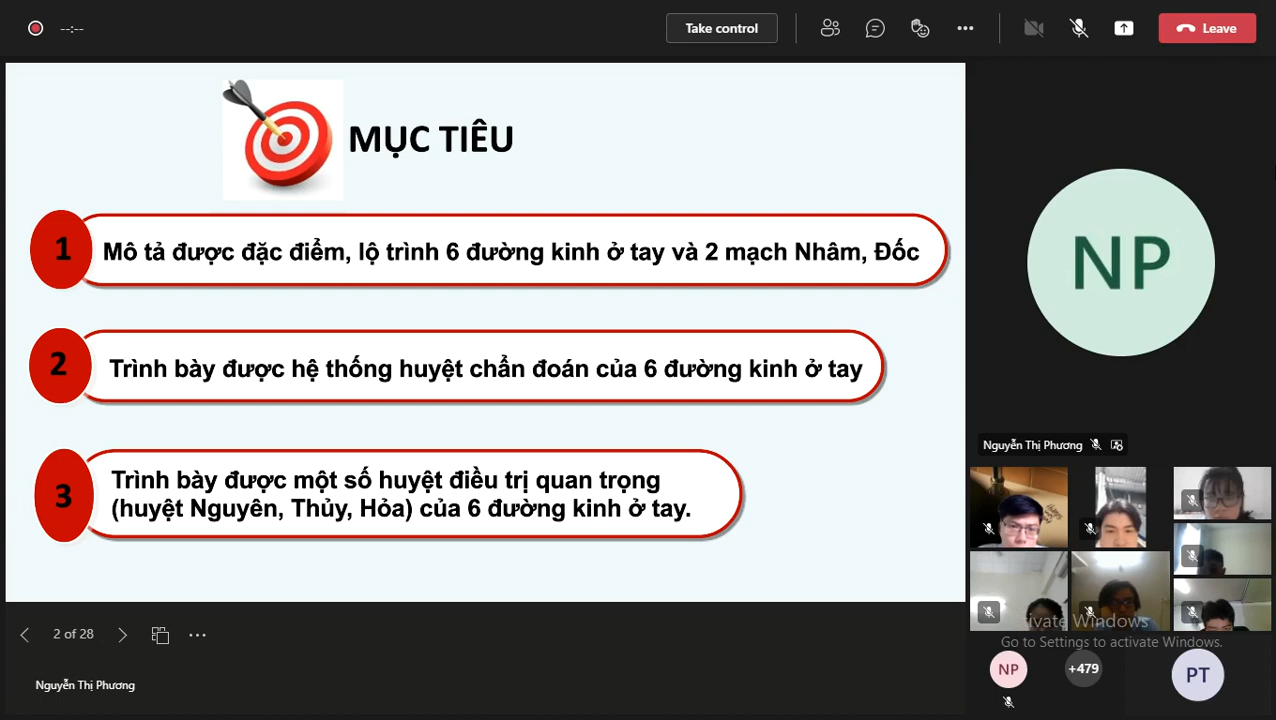 --:--
Take control
Leave
MỤC TIÊU
1
Mô tả được đặc điểm, lộ trình 6 đường kinh ở tay và 2 mạch Nhâm, Đốc
2
Trình bày được hệ thống huyệt chẩn đoán của 6 đường kinh ở tay
3
Trình bày được một số huyệt điều trị quan trọng
(huyệt Nguyên, Thủy, Hỏa) của 6 đường kinh ở tay.
NP
Nguyễn Thị Phương
2 of 28
Nguyễn Thị Phương
Activate Windows
Go to Settings to activate Windows.
NP
+479
PT